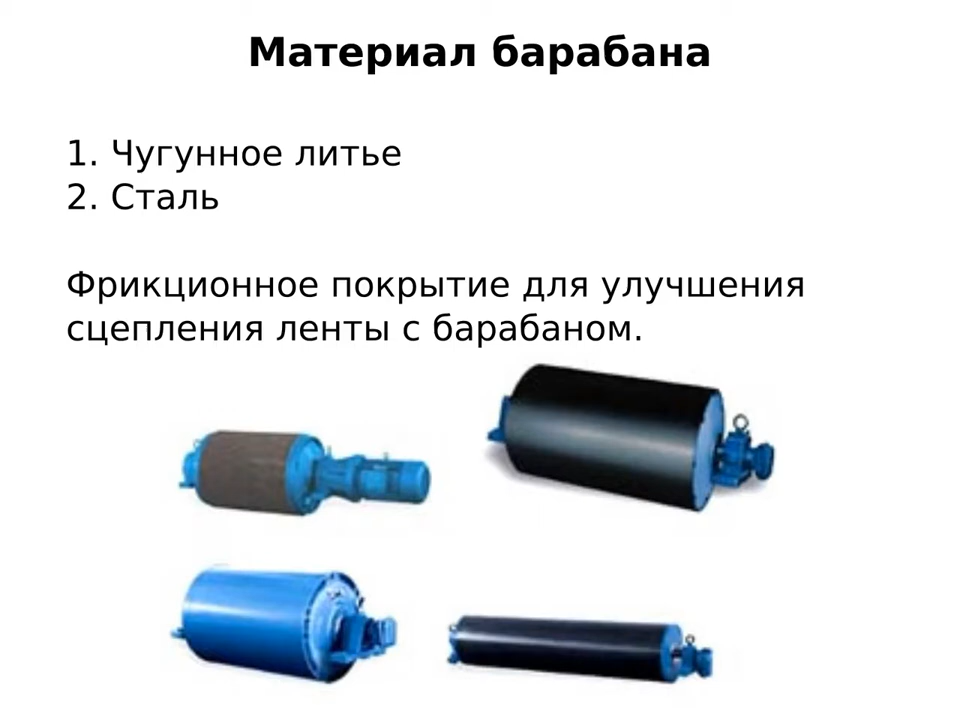 Материал барабана
1. Чугунное литье
2. Сталь
Фрикционное покрытие для улучшения
сцепления ленты с барабаном.